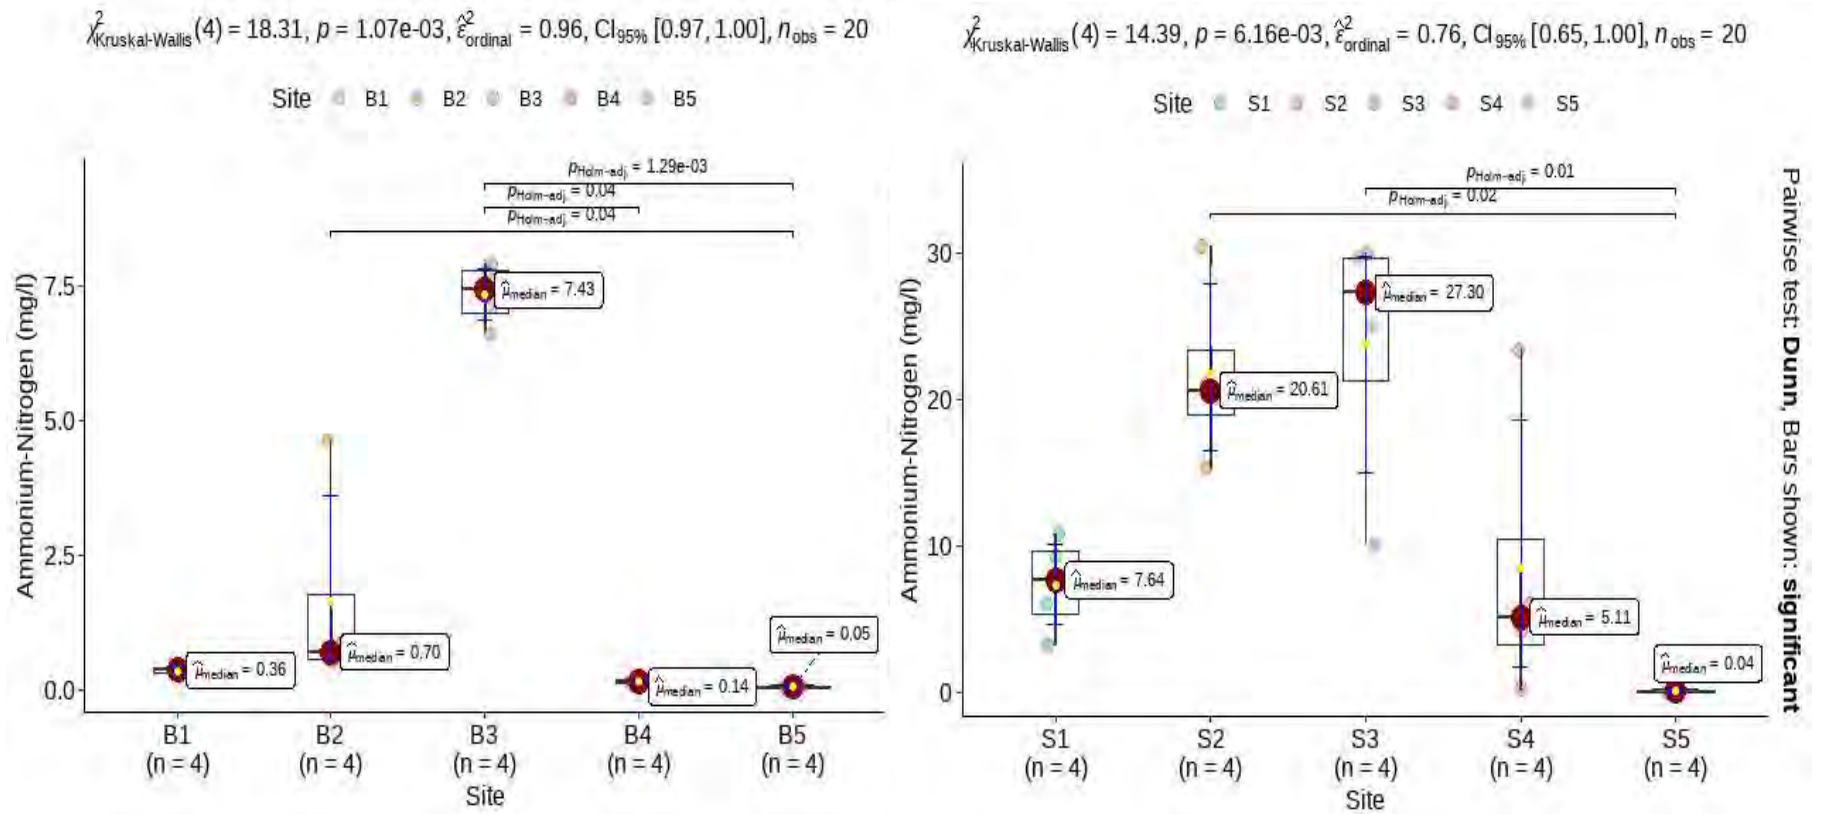 χ²Kruskal-Wallis(4) = 18.31, p = 1.07e-03, ε̂²ordinal = 0.96, CI95% [0.97, 1.00], nobs = 20
Site B1 B2 B3 B4 B5
pHolm-adj. = 1.29e-03
pHolm-adj. = 0.04
pHolm-adj. = 0.04
Ammonium-Nitrogen (mg/l)
7.5
5.0
2.5
0.0
μ̂median = 0.36
μ̂median = 0.70
μ̂median = 7.43
μ̂median = 0.14
μ̂median = 0.05
B1 B2 B3 B4 B5
(n = 4) (n = 4) (n = 4) (n = 4) (n = 4)
Site
χ²Kruskal-Wallis(4) = 14.39, p = 6.16e-03, ε̂²ordinal = 0.76, CI95% [0.65, 1.00], nobs = 20
Site S1 S2 S3 S4 S5
pHolm-adj. = 0.01
pHolm-adj. = 0.02
Ammonium-Nitrogen (mg/l)
30
20
10
0
μ̂median = 7.64
μ̂median = 20.61
μ̂median = 27.30
μ̂median = 5.11
μ̂median = 0.04
S1 S2 S3 S4 S5
(n = 4) (n = 4) (n = 4) (n = 4) (n = 4)
Site
Pairwise test: Dunn, Bars shown: significant